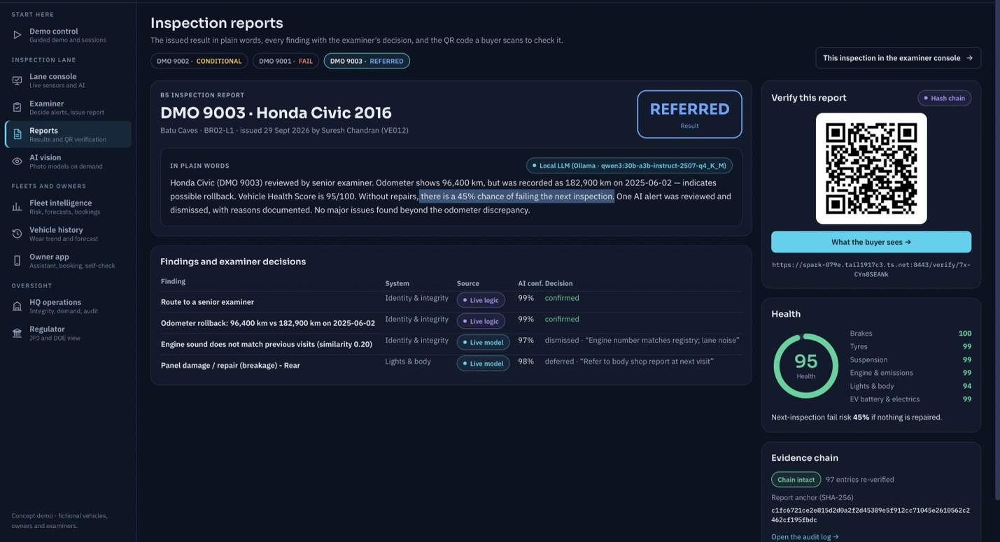 START HERE
Demo control
Guided demo and sessions
INSPECTION LANE
Lane console
Live sensors and AI
Examiner
Decide alerts, issue report
Reports
Results and QR verification
AI vision
Photo models on demand
FLEETS AND OWNERS
Fleet intelligence
Risk, forecasts, bookings
Vehicle history
Wear trend and forecast
Owner app
Assistant, booking, self-check
OVERSIGHT
HQ operations
Integrity, demand, audit
Regulator
JPJ and DOE view
Concept demo · fictional vehicles,
owners and examiners.
Inspection reports
The issued result in plain words, every finding with the examiner's decision, and the QR code a buyer scans to check it.
DMO 9002 · CONDITIONAL
DMO 9001 · FAIL
DMO 9003 · REFERRED
This inspection in the examiner console →
B5 INSPECTION REPORT
DMO 9003 · Honda Civic 2016
Batu Caves · BR02-L1 · issued 29 Sept 2026 by Suresh Chandran (VE012)
REFERRED
Result
IN PLAIN WORDS
Local LLM (Ollama · qwen3:30b-a3b-instruct-2507-q4_K_M)
Honda Civic (DMO 9003) reviewed by senior examiner. Odometer shows 96,400 km, but was recorded as 182,900 km on 2025-06-02 — indicates
possible rollback. Vehicle Health Score is 95/100. Without repairs, there is a 45% chance of failing the next inspection. One AI alert was reviewed and
dismissed, with reasons documented. No major issues found beyond the odometer discrepancy.
Findings and examiner decisions
Finding System Source AI conf. Decision
Route to a senior examiner Identity & integrity Live logic 99% confirmed
Odometer rollback: 96,400 km vs 182,900 km on 2025-06-02 Identity & integrity Live logic 99% confirmed
Engine sound does not match previous visits (similarity 0.20) Identity & integrity Live model 97% dismissed · “Engine number matches registry; lane noise”
Panel damage / repair (breakage) - Rear Lights & body Live model 98% deferred · “Refer to body shop report at next visit”
Verify this report
Hash chain
What the buyer sees →
https://spark-079e.tail1917c3.ts.net:8443/verify/7x-
CYn8SEANk
Health
95
Health
Brakes 100
Tyres 99
Suspension 99
Engine & emissions 99
Lights & body 94
EV battery & electrics 99
Next-inspection fail risk 45% if nothing is repaired.
Evidence chain
Chain intact
97 entries re-verified
Report anchor (SHA-256)
c1fc6721ce2e815d2d0a2f2d45389e5f912cc71045e2610562c2
462cf195fbdc
Open the audit log →